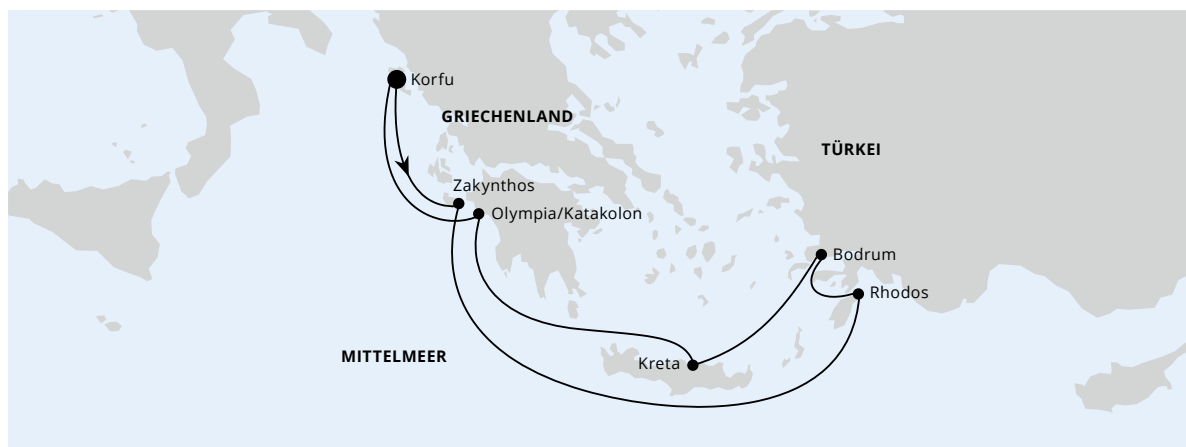 Korfu
GRIECHENLAND
TÜRKEI
Zakynthos
Olympia/Katakolon
Bodrum
Rhodos
MITTELMEER
Kreta